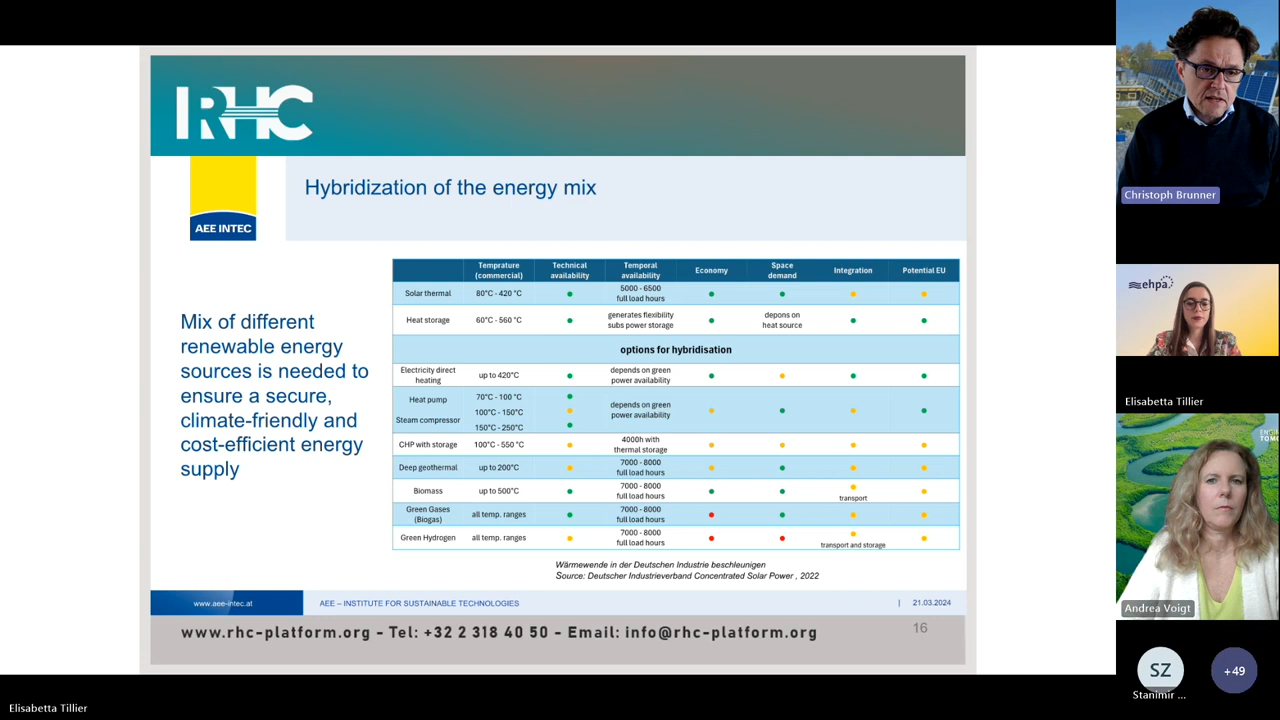 RHC
AEE INTEC
Hybridization of the energy mix
Mix of different
renewable energy
sources is needed to
ensure a secure,
climate-friendly and
cost-efficient energy
supply
Temprature (commercial) Technical availability Temporal availability Economy Space demand Integration Potential EU
Solar thermal 80°C - 420 °C 5000 - 6500 full load hours
Heat storage 60°C - 560 °C generates flexibility subs power storage depons on heat source
options for hybridisation
Electricity direct heating up to 420°C depends on green power availability
Heat pump 70°C - 100 °C
100°C - 150°C depends on green power availability
Steam compressor 150°C - 250°C
CHP with storage 100°C - 550 °C 4000h with thermal storage
Deep geothermal up to 200°C 7000 - 8000 full load hours
Biomass up to 500°C 7000 - 8000 full load hours transport
Green Gases (Biogas) all temp. ranges 7000 - 8000 full load hours
Green Hydrogen all temp. ranges 7000 - 8000 full load hours transport and storage
Wärmewende in der Deutschen Industrie beschleunigen
Source: Deutscher Industrieverband Concentrated Solar Power , 2022
www.aee-intec.at AEE – INSTITUTE FOR SUSTAINABLE TECHNOLOGIES | 21.03.2024
www.rhc-platform.org - Tel: +32 2 318 40 50 - Email: info@rhc-platform.org 16
Elisabetta Tillier
Christoph Brunner
ehpa
Elisabetta Tillier
Andrea Voigt
SZ
Stanimir ...
+49